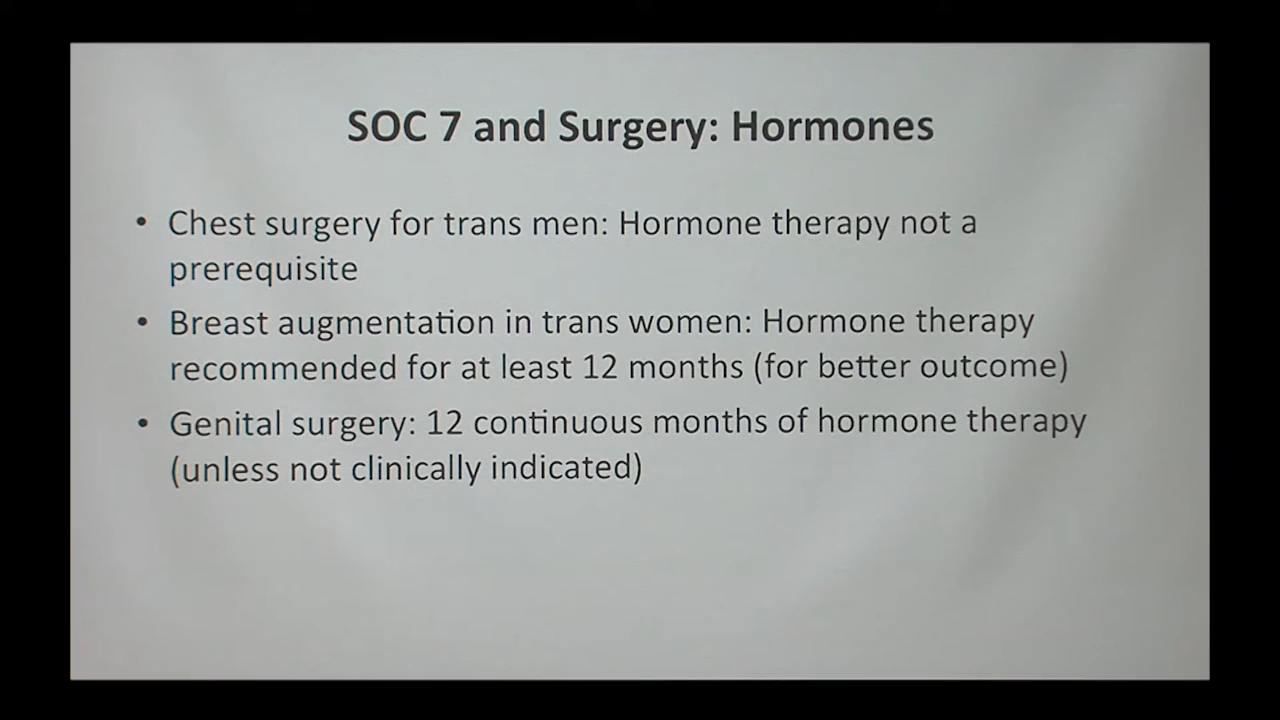 SOC 7 and Surgery: Hormones
• Chest surgery for trans men: Hormone therapy not a
prerequisite
• Breast augmentation in trans women: Hormone therapy
recommended for at least 12 months (for better outcome)
• Genital surgery: 12 continuous months of hormone therapy
(unless not clinically indicated)